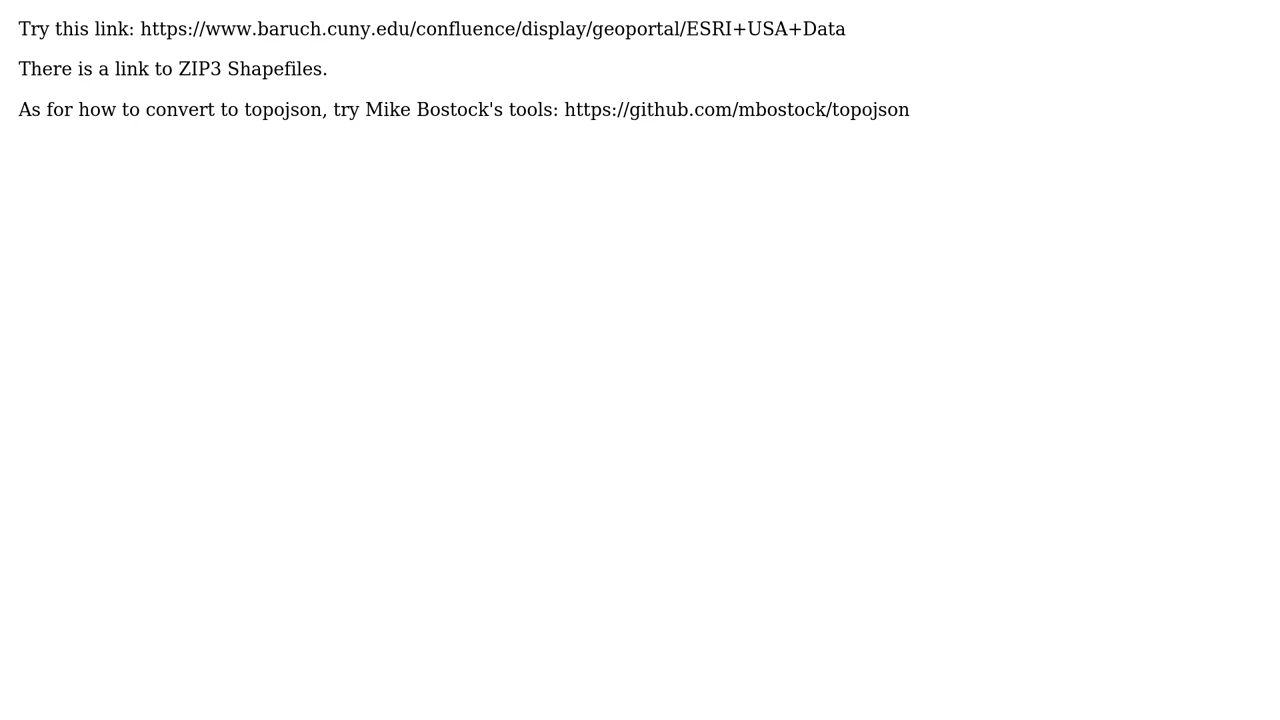 Try this link: https://www.baruch.cuny.edu/confluence/display/geoportal/ESRI+USA+Data
There is a link to ZIP3 Shapefiles.
As for how to convert to topojson, try Mike Bostock's tools: https://github.com/mbostock/topojson